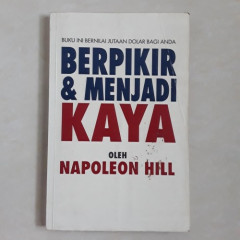 BUKU INI BERNILAI JUTAAN DOLAR BAGI ANDA
BERPIKIR
& MENJADI
KAYA
OLEH
NAPOLEON HILL